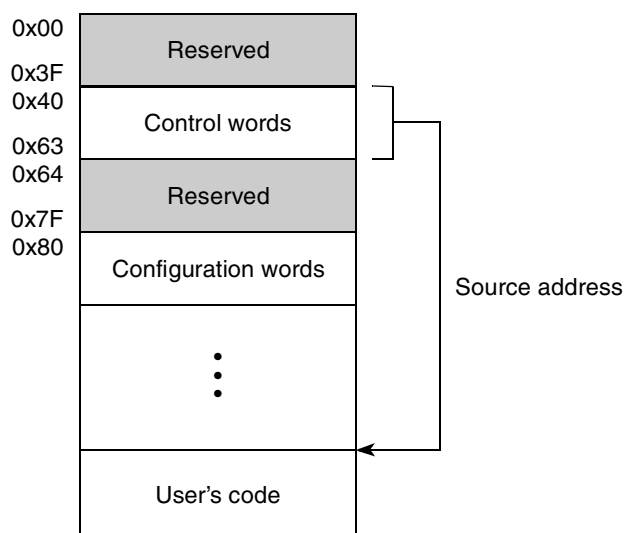 0x00
Reserved
0x3F
0x40
Control words
0x63
0x64
Reserved
0x7F
0x80
Configuration words
Source address
User's code